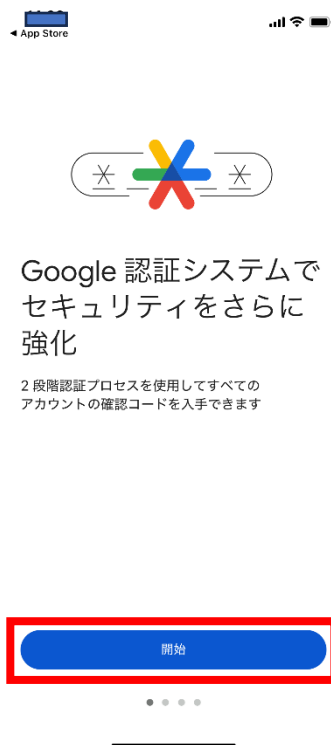 ◀ App Store
Google 認証システムで
セキュリティをさらに
強化
2 段階認証プロセスを使用してすべての
アカウントの確認コードを入手できます
開始